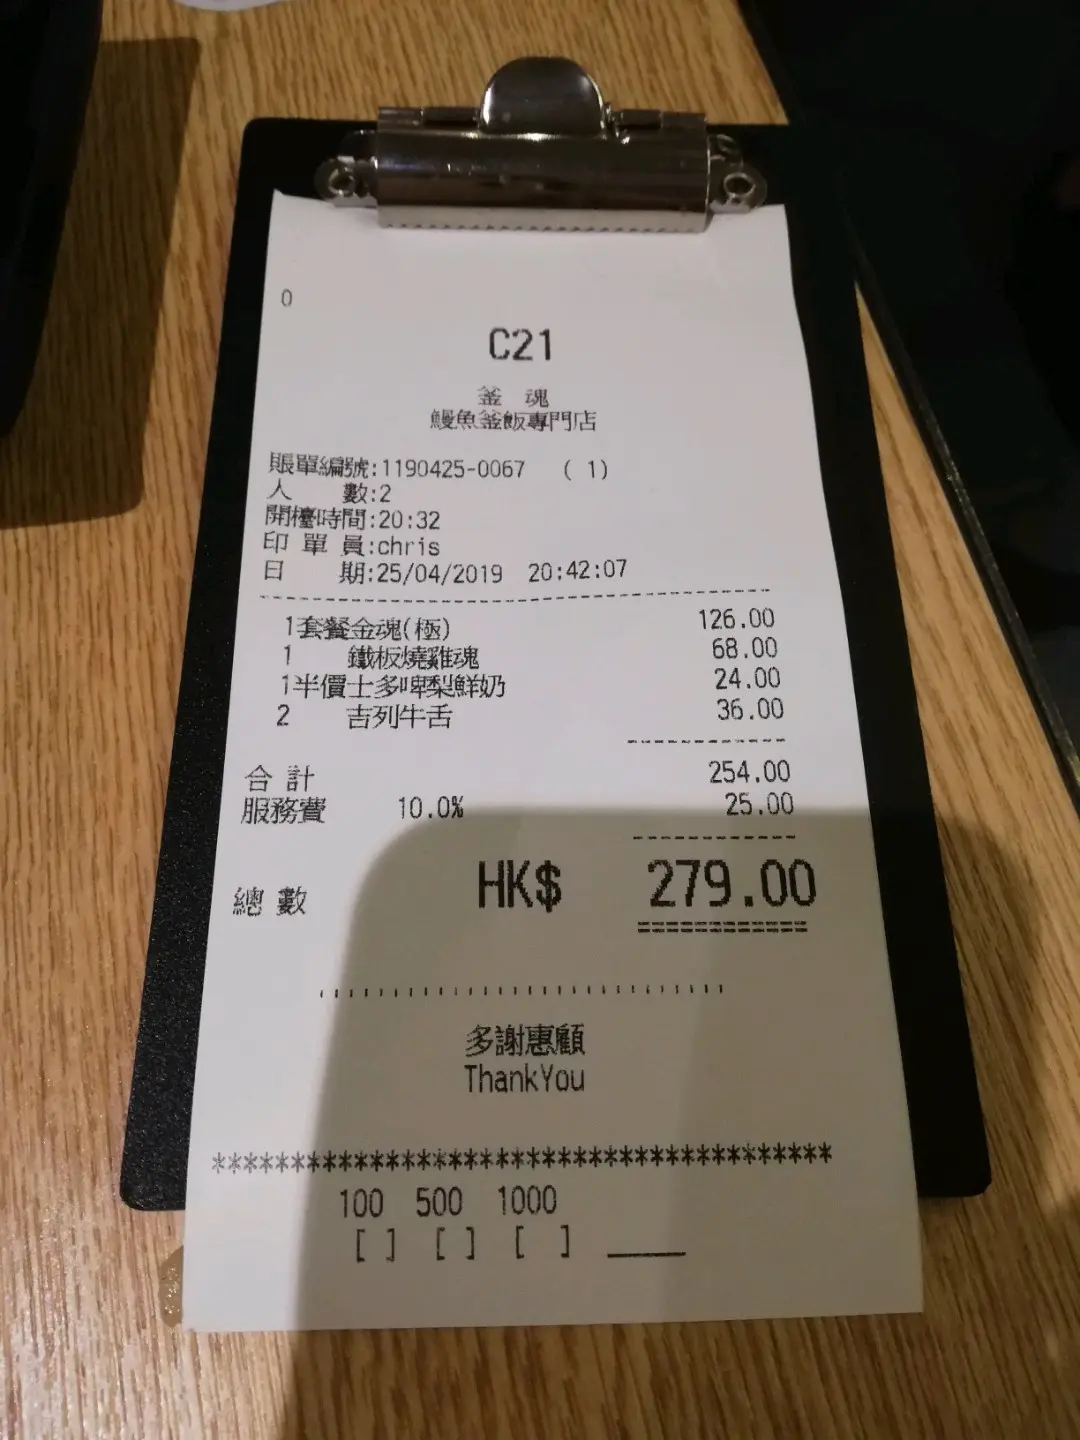 0
C21
釜 魂
鰻魚釜飯專門店
賬單編號:1190425-0067 ( 1)
人 數:2
開檯時間:20:32
印 單 員:chris
日 期:25/04/2019 20:42:07
1套餐金魂(極) 126.00
1 鐵板燒雞魂 68.00
1半價士多啤梨鮮奶 24.00
2 吉列牛舌 36.00
合 計 254.00
服務費 10.0% 25.00
總 數 HK$ 279.00
多謝惠顧
ThankYou
****************************************
100 500 1000
[ ] [ ] [ ] _____